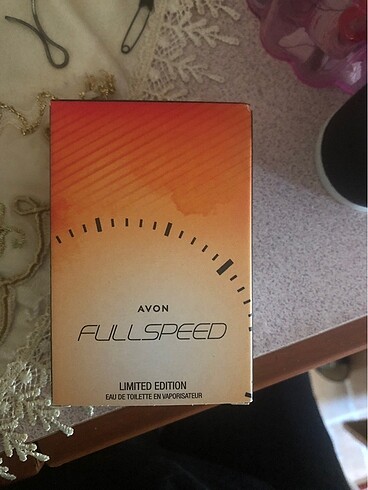 AVON
FULLSPEED
LIMITED EDITION
EAU DE TOILETTE EN VAPORISATEUR